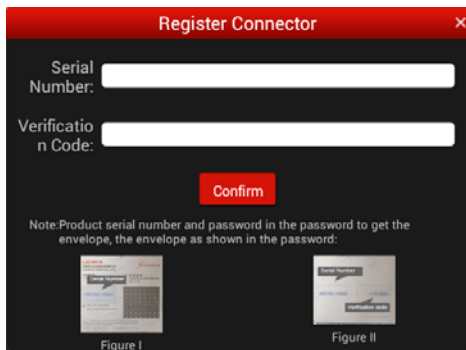 Register Connector ×
Serial
Number:
Verificatio
n Code:
Confirm
Note:Product serial number and password in the password to get the
envelope, the envelope as shown in the password:
Serial Number
Serial Number
Verification code
Figure I
Figure II